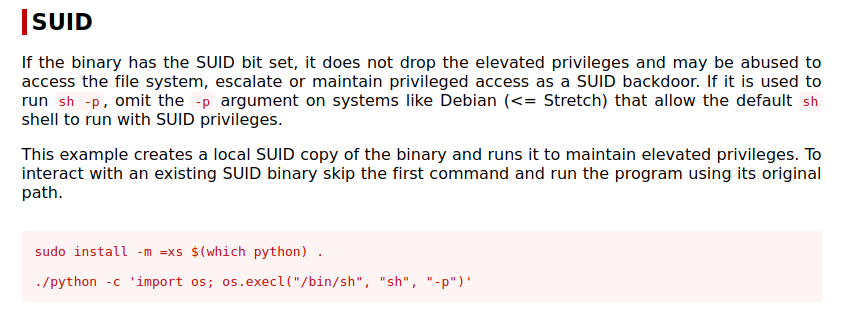 SUID
If the binary has the SUID bit set, it does not drop the elevated privileges and may be abused to
access the file system, escalate or maintain privileged access as a SUID backdoor. If it is used to
run sh -p, omit the -p argument on systems like Debian (<= Stretch) that allow the default sh
shell to run with SUID privileges.
This example creates a local SUID copy of the binary and runs it to maintain elevated privileges. To
interact with an existing SUID binary skip the first command and run the program using its original
path.
sudo install -m =xs $(which python) .
./python -c 'import os; os.execl("/bin/sh", "sh", "-p")'